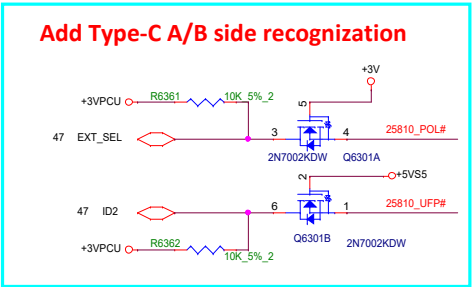 Add Type-C A/B side recognization
+3V
+3VPCU R6361 10K_5%_2
5
47 EXT_SEL 3 4 25810_POL#
2N7002KDW Q6301A
2 +5VS5
47 ID2 6 1 25810_UFP#
Q6301B 2N7002KDW
+3VPCU R6362 10K_5%_2